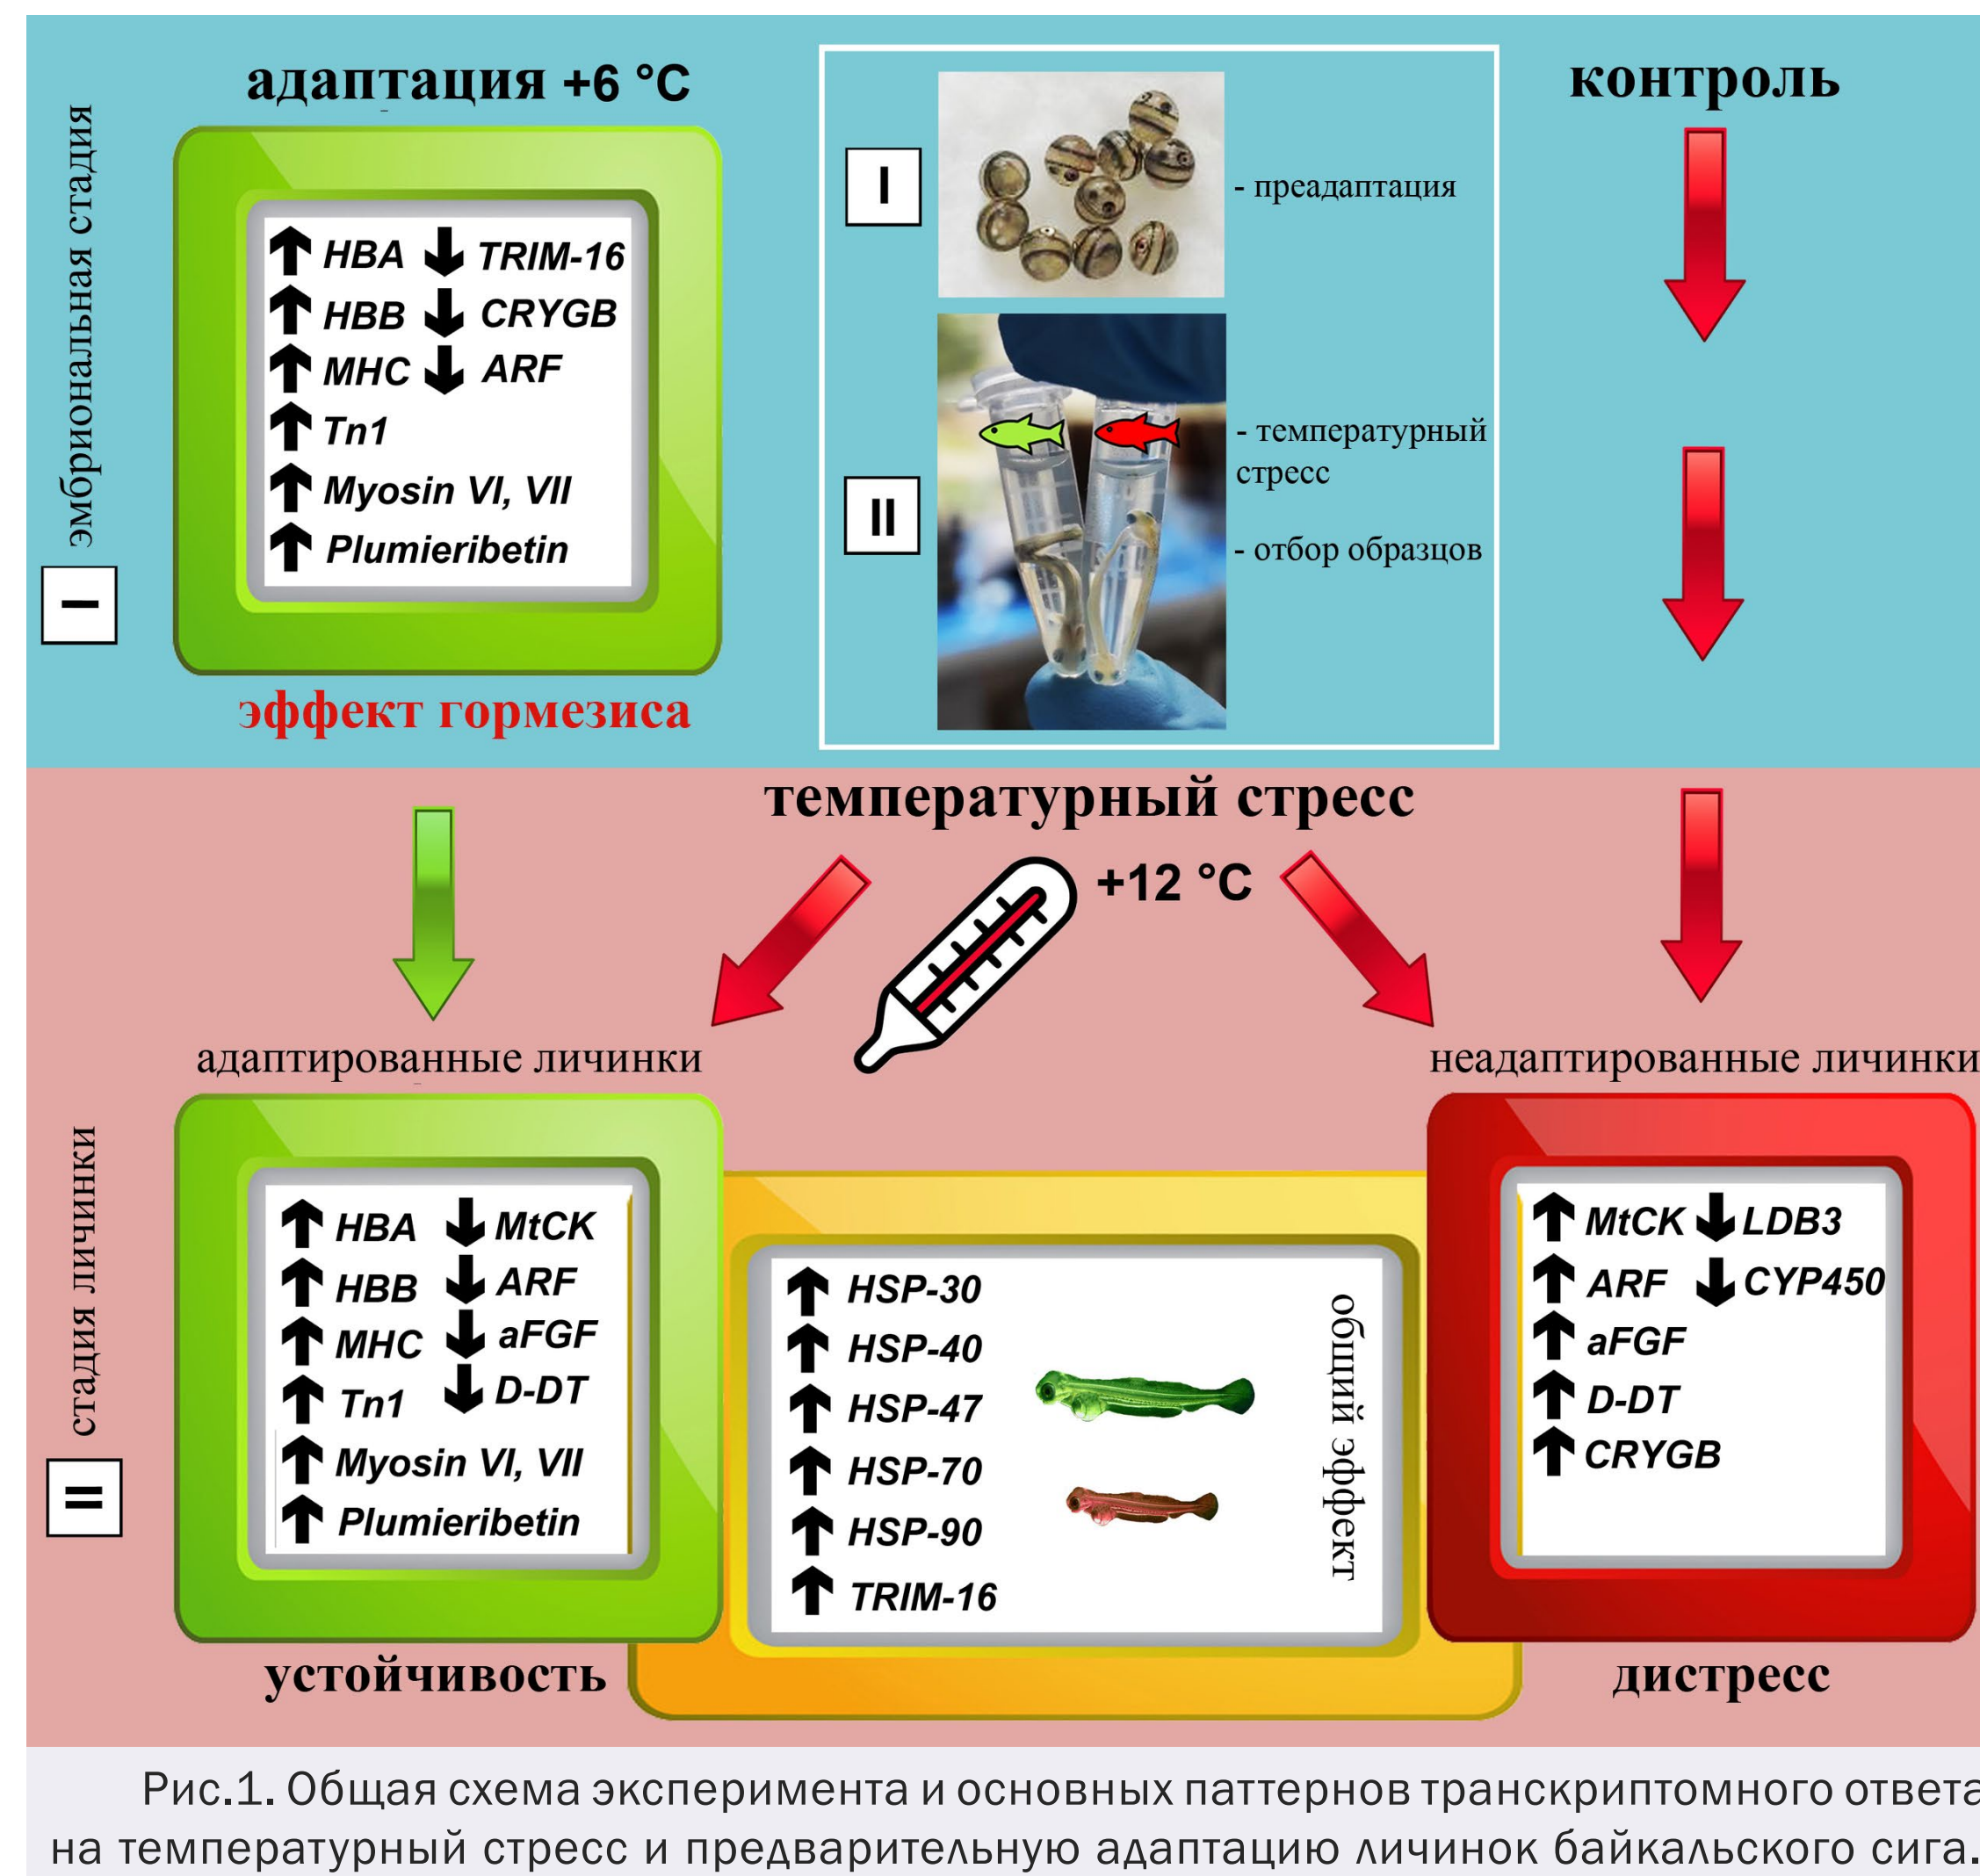 адаптация +6 °C
контроль
I эмбриональная стадия
↑ HBA ↓ TRIM-16
↑ HBB ↓ CRYGB
↑ MHC ↓ ARF
↑ Tn1
↑ Myosin VI, VII
↑ Plumieribetin
эффект гормезиса
I
- преадаптация
II
- температурный
стресс
- отбор образцов
температурный стресс
+12 °C
адаптированные личинки
неадаптированные личинки
II стадия личинки
↑ HBA ↓ MtCK
↑ HBB ↓ ARF
↑ MHC ↓ aFGF
↑ Tn1 ↓ D-DT
↑ Myosin VI, VII
↑ Plumieribetin
устойчивость
↑ HSP-30
↑ HSP-40
↑ HSP-47
↑ HSP-70
↑ HSP-90
↑ TRIM-16
общий эффект
↑ MtCK ↓ LDB3
↑ ARF ↓ CYP450
↑ aFGF
↑ D-DT
↑ CRYGB
дистресс
Рис.1. Общая схема эксперимента и основных паттернов транскриптомного ответа
на температурный стресс и предварительную адаптацию личинок байкальского сига.